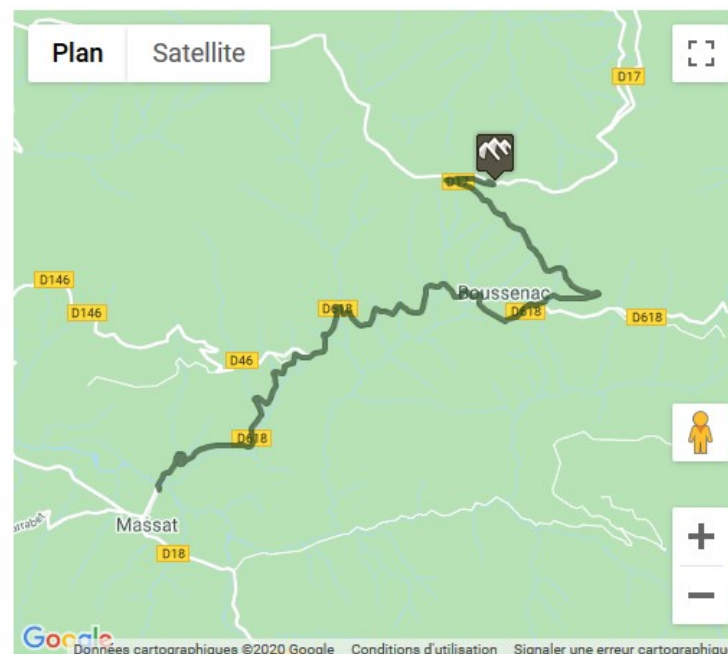 Plan Satellite
D17
D17
D146
Boussenac
D146
D618
D618
D618
D46
D618
Massat
D18
Google
Données cartographiques ©2020 Google Conditions d'utilisation